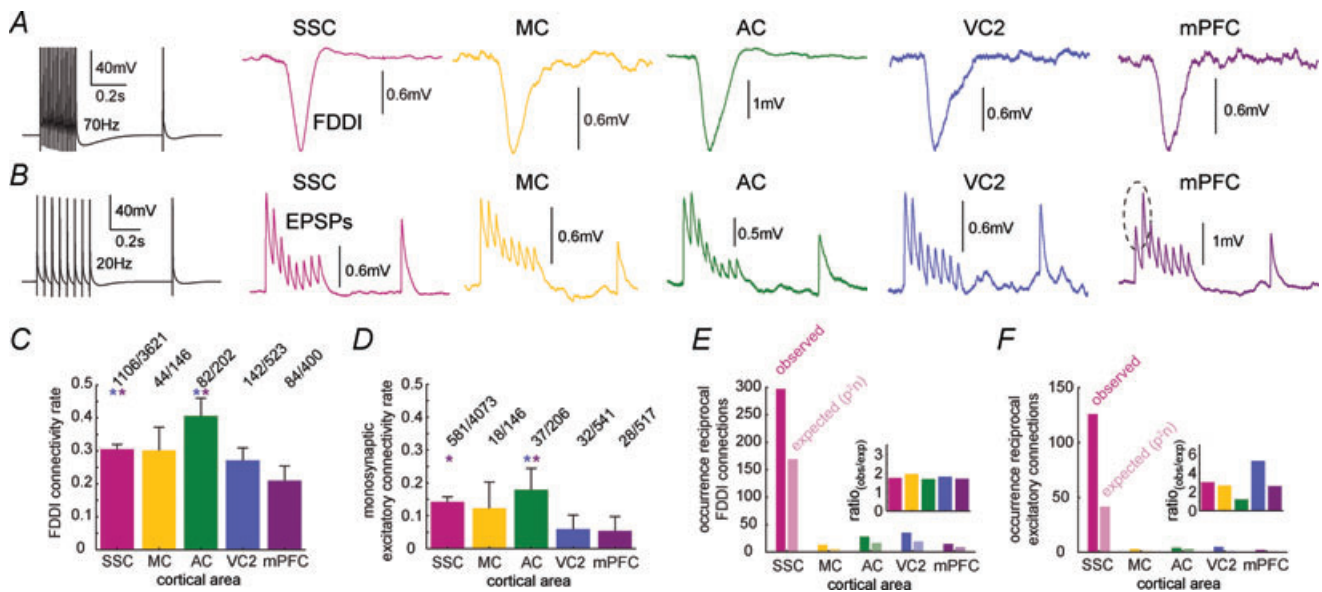 A
SSC MC AC VC2 mPFC
40mV
0.2s
70Hz
FDDI
0.6mV
0.6mV
1mV
0.6mV
0.6mV
B
SSC MC AC VC2 mPFC
40mV
0.2s
20Hz
EPSPs
0.6mV
0.6mV
0.5mV
0.6mV
1mV
C
1106/3621
44/146
82/202
142/523
84/400
FDDI connectivity rate
0.5
0.4
0.3
0.2
0.1
0
** **
SSC MC AC VC2 mPFC
cortical area
D
581/4073
18/146
37/206
32/541
28/517
monosynaptic
excitatory connectivity rate
0.4
0.3
0.2
0.1
0
* **
SSC MC AC VC2 mPFC
cortical area
E
observed
expected (p²n)
occurrence reciprocal
FDDI connections
300
250
200
150
100
50
0
ratio(obs/exp)
3
2
1
0
SSC MC AC VC2 mPFC
cortical area
F
observed
expected (p²n)
occurrence reciprocal
excitatory connections
150
100
50
0
ratio(obs/exp)
6
4
2
0
SSC MC AC VC2 mPFC
cortical area